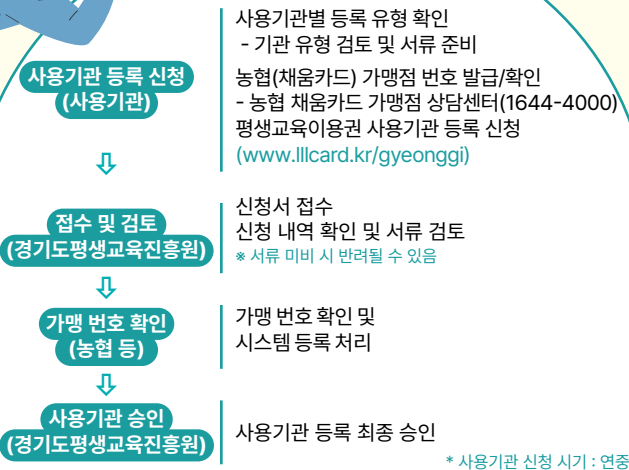 사용기관 등록 신청
(사용기관)
사용기관별 등록 유형 확인
- 기관 유형 검토 및 서류 준비
농협(채움카드) 가맹점 번호 발급/확인
- 농협 채움카드 가맹점 상담센터(1644-4000)
평생교육이용권 사용기관 등록 신청
(www.lllcard.kr/gyeonggi)
접수 및 검토
(경기도평생교육진흥원)
신청서 접수
신청 내역 확인 및 서류 검토
※ 서류 미비 시 반려될 수 있음
가맹 번호 확인
(농협 등)
가맹 번호 확인 및
시스템 등록 처리
사용기관 승인
(경기도평생교육진흥원)
사용기관 등록 최종 승인
* 사용기관 신청 시기 : 연중